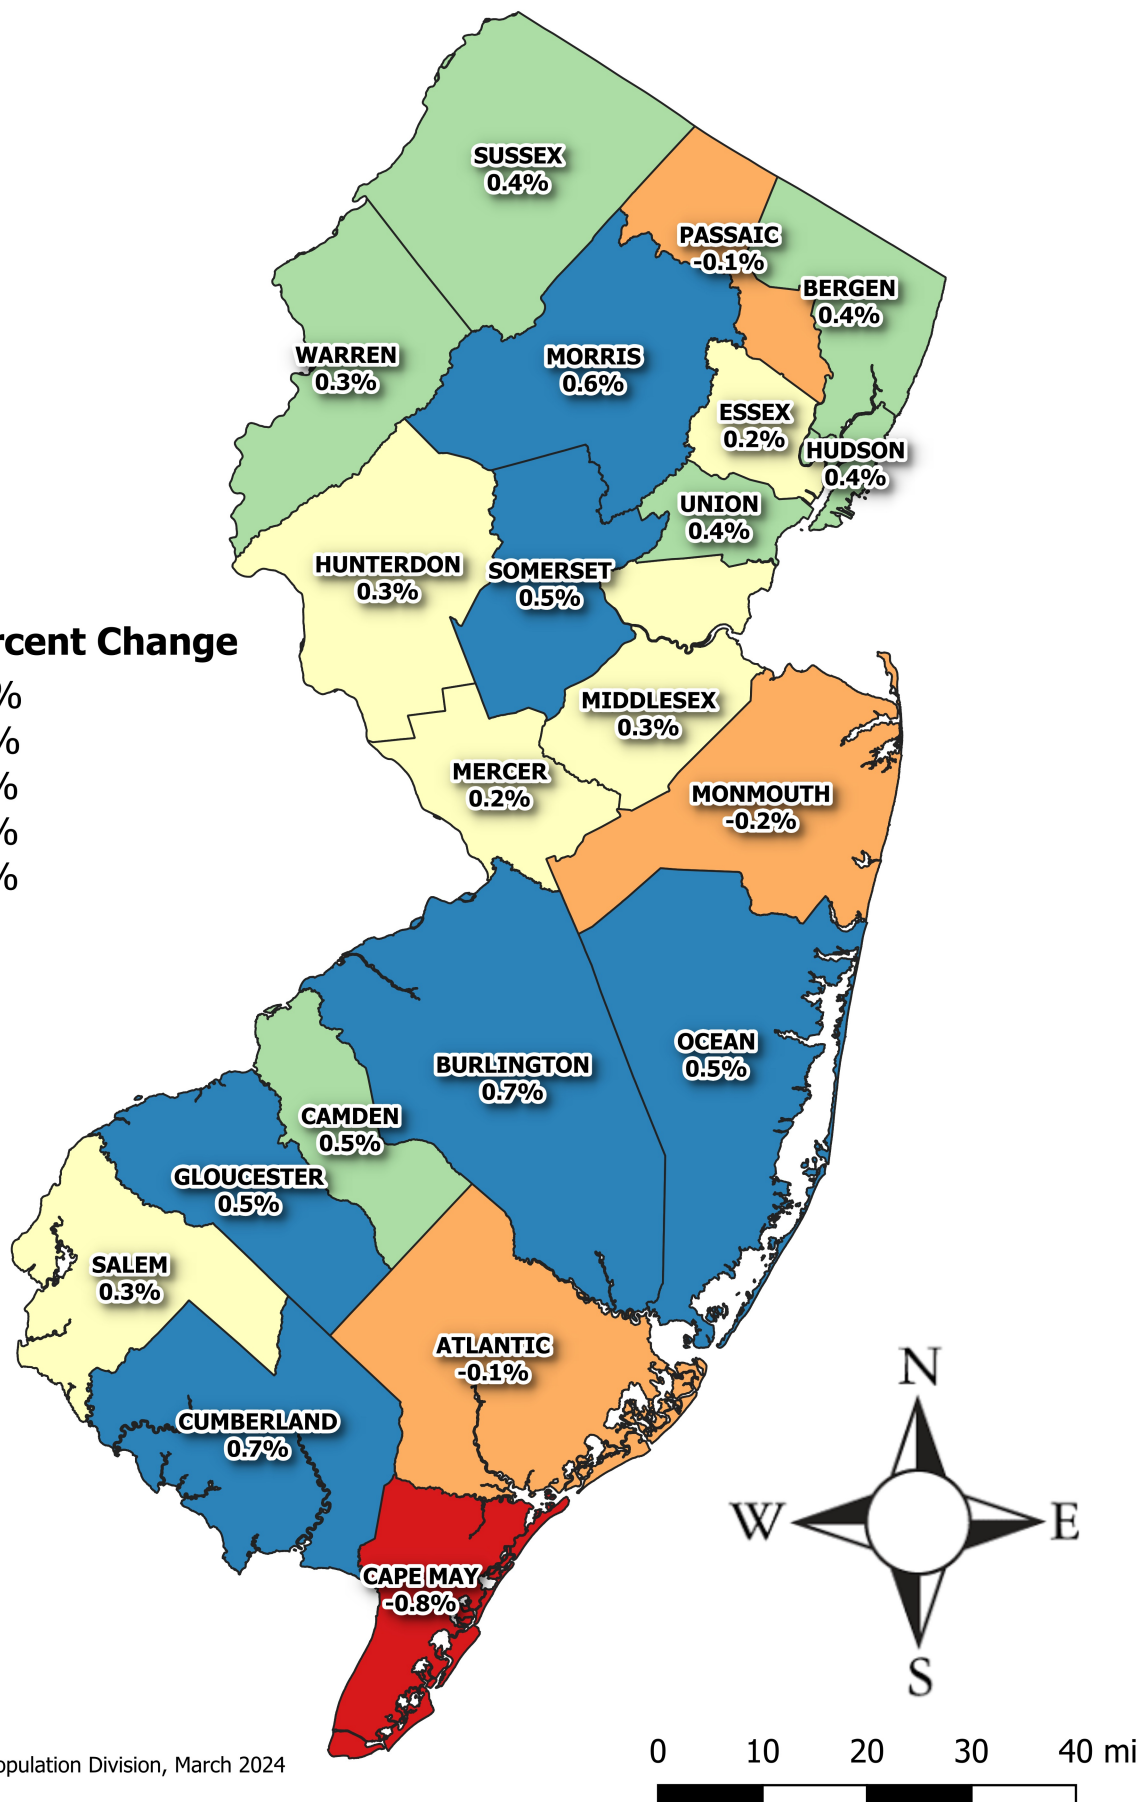 SUSSEX
0.4%
PASSAIC
-0.1%
BERGEN
0.4%
WARREN
0.3%
MORRIS
0.6%
ESSEX
0.2%
HUDSON
0.4%
UNION
0.4%
HUNTERDON
0.3%
SOMERSET
0.5%
rcent Change
%
%
%
%
%
MIDDLESEX
0.3%
MERCER
0.2%
MONMOUTH
-0.2%
OCEAN
0.5%
BURLINGTON
0.7%
CAMDEN
0.5%
GLOUCESTER
0.5%
SALEM
0.3%
ATLANTIC
-0.1%
CUMBERLAND
0.7%
CAPE MAY
-0.8%
N
W E
S
opulation Division, March 2024
0 10 20 30 40 mi